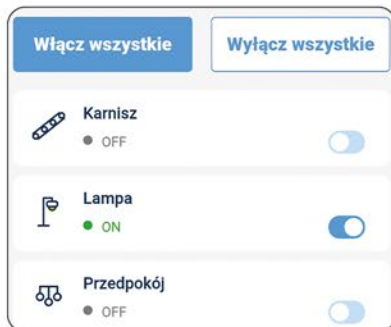 Włącz wszystkie
Wyłącz wszystkie
Karnisz
OFF
Lampa
ON
Przedpokój
OFF